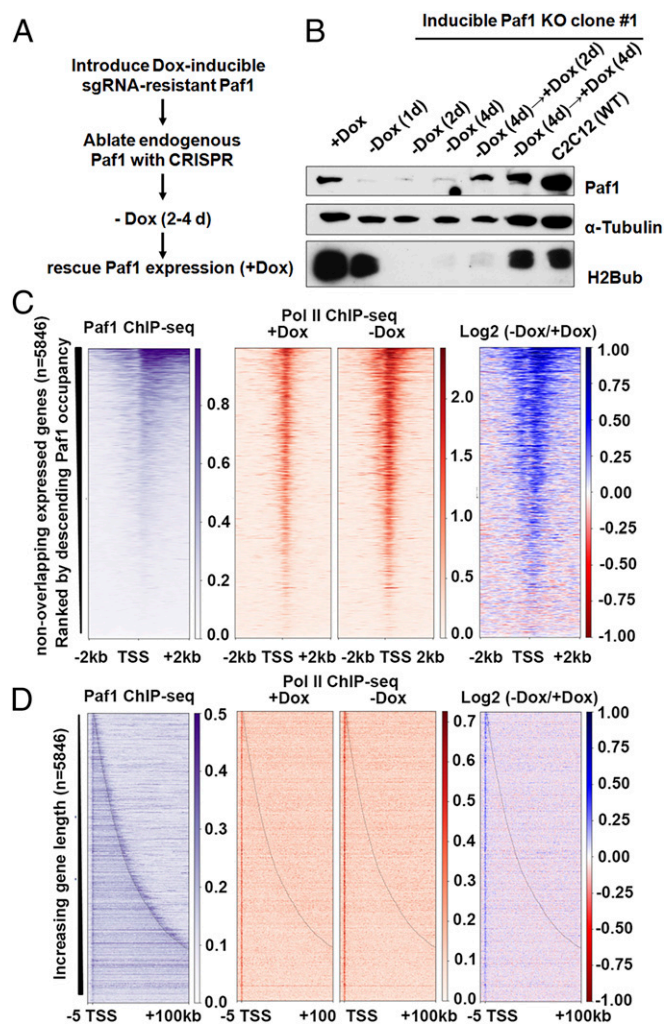 A
Introduce Dox-inducible
sgRNA-resistant Paf1
Ablate endogenous
Paf1 with CRISPR
- Dox (2-4 d)
rescue Paf1 expression (+Dox)
B
Inducible Paf1 KO clone #1
+Dox
-Dox (1d)
-Dox (2d)
-Dox (4d)
-Dox (4d)→+Dox (2d)
-Dox (4d)→+Dox (4d)
C2C12 (WT)
Paf1
α-Tubulin
H2Bub
C
non-overlapping expressed genes (n=5846)
Ranked by descending Paf1 occupancy
Paf1 ChIP-seq
0.8
0.6
0.4
0.2
0.0
-2kb TSS +2kb
Pol II ChIP-seq
+Dox -Dox
2.0
1.0
0.5
0.0
-2kb TSS +2kb -2kb TSS 2kb
Log2 (-Dox/+Dox)
1.00
0.75
0.50
0.25
0.00
-0.25
-0.50
-0.75
-1.00
-2kb TSS +2kb
D
Increasing gene length (n=5846)
Paf1 ChIP-seq
0.5
0.4
0.3
0.2
0.1
0.0
-5 TSS +100kb
Pol II ChIP-seq
+Dox -Dox
0.7
0.6
0.5
0.4
0.3
0.2
0.1
0.0
-5 TSS +100 TSS +100kb
Log2 (-Dox/+Dox)
1.00
0.75
0.50
0.25
0.00
-0.25
-0.50
-0.75
-1.00
-5 TSS +100kb